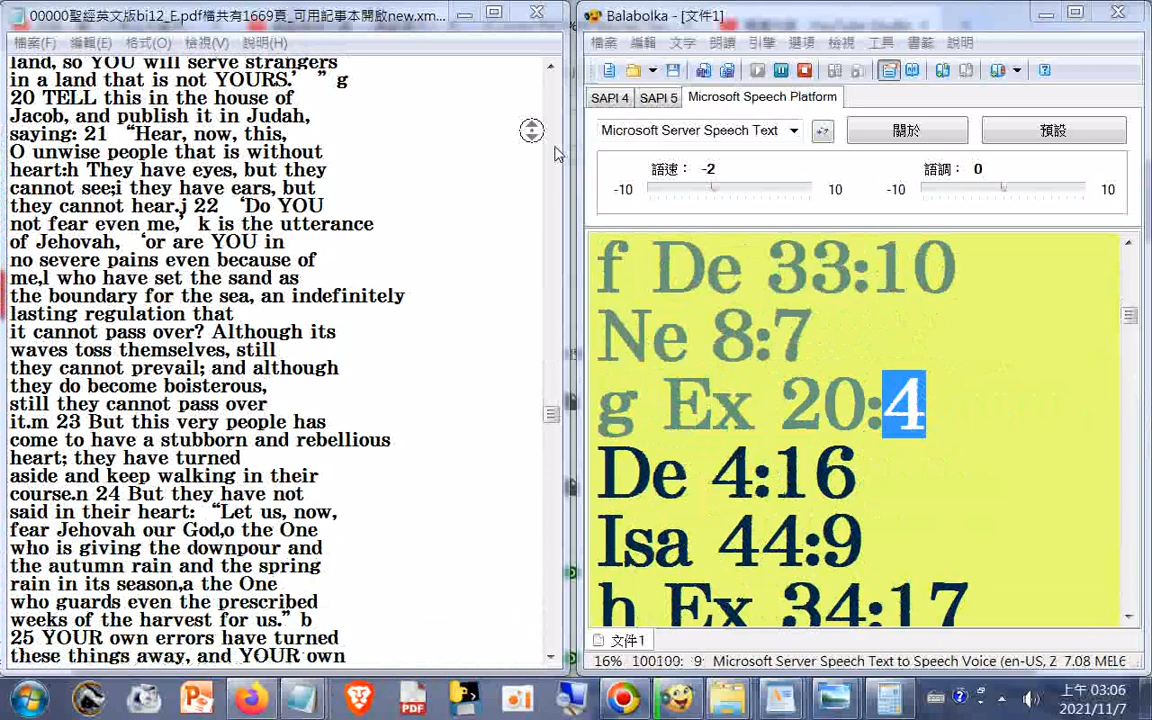 00000聖經英文版bi12_E.pdf檔共有1669頁_可用記事本開啟new.xm...
檔案(F) 編輯(E) 格式(O) 檢視(V) 說明(H)
land, so YOU will serve strangers
in a land that is not YOURS.’ ” g
20 TELL this in the house of
Jacob, and publish it in Judah,
saying: 21 “Hear, now, this,
O unwise people that is without
heart:h They have eyes, but they
cannot see;i they have ears, but
they cannot hear.j 22 ‘Do YOU
not fear even me,’ k is the utterance
of Jehovah, ‘or are YOU in
no severe pains even because of
me,l who have set the sand as
the boundary for the sea, an indefinitely
lasting regulation that
it cannot pass over? Although its
waves toss themselves, still
they cannot prevail; and although
they do become boisterous,
still they cannot pass over
it.m 23 But this very people has
come to have a stubborn and rebellious
heart; they have turned
aside and keep walking in their
course.n 24 But they have not
said in their heart: “Let us, now,
fear Jehovah our God,o the One
who is giving the downpour and
the autumn rain and the spring
rain in its season,a the One
who guards even the prescribed
weeks of the harvest for us.” b
25 YOUR own errors have turned
these things away, and YOUR own
Balabolka - [文件1]
檔案 編輯 文字 朗讀 引擎 選項 檢視 工具 書籤 說明
SAPI 4 SAPI 5 Microsoft Speech Platform
Microsoft Server Speech Text 關於 預設
語速： -2 語調： 0
-10 10 -10 10
f De 33:10
Ne 8:7
g Ex 20:4
De 4:16
Isa 44:9
h Ex 34:17
文件1
16% 100109: 9: Microsoft Server Speech Text to Speech Voice (en-US, Z 7.08 MB
PDF
上午 03:06
2021/11/7